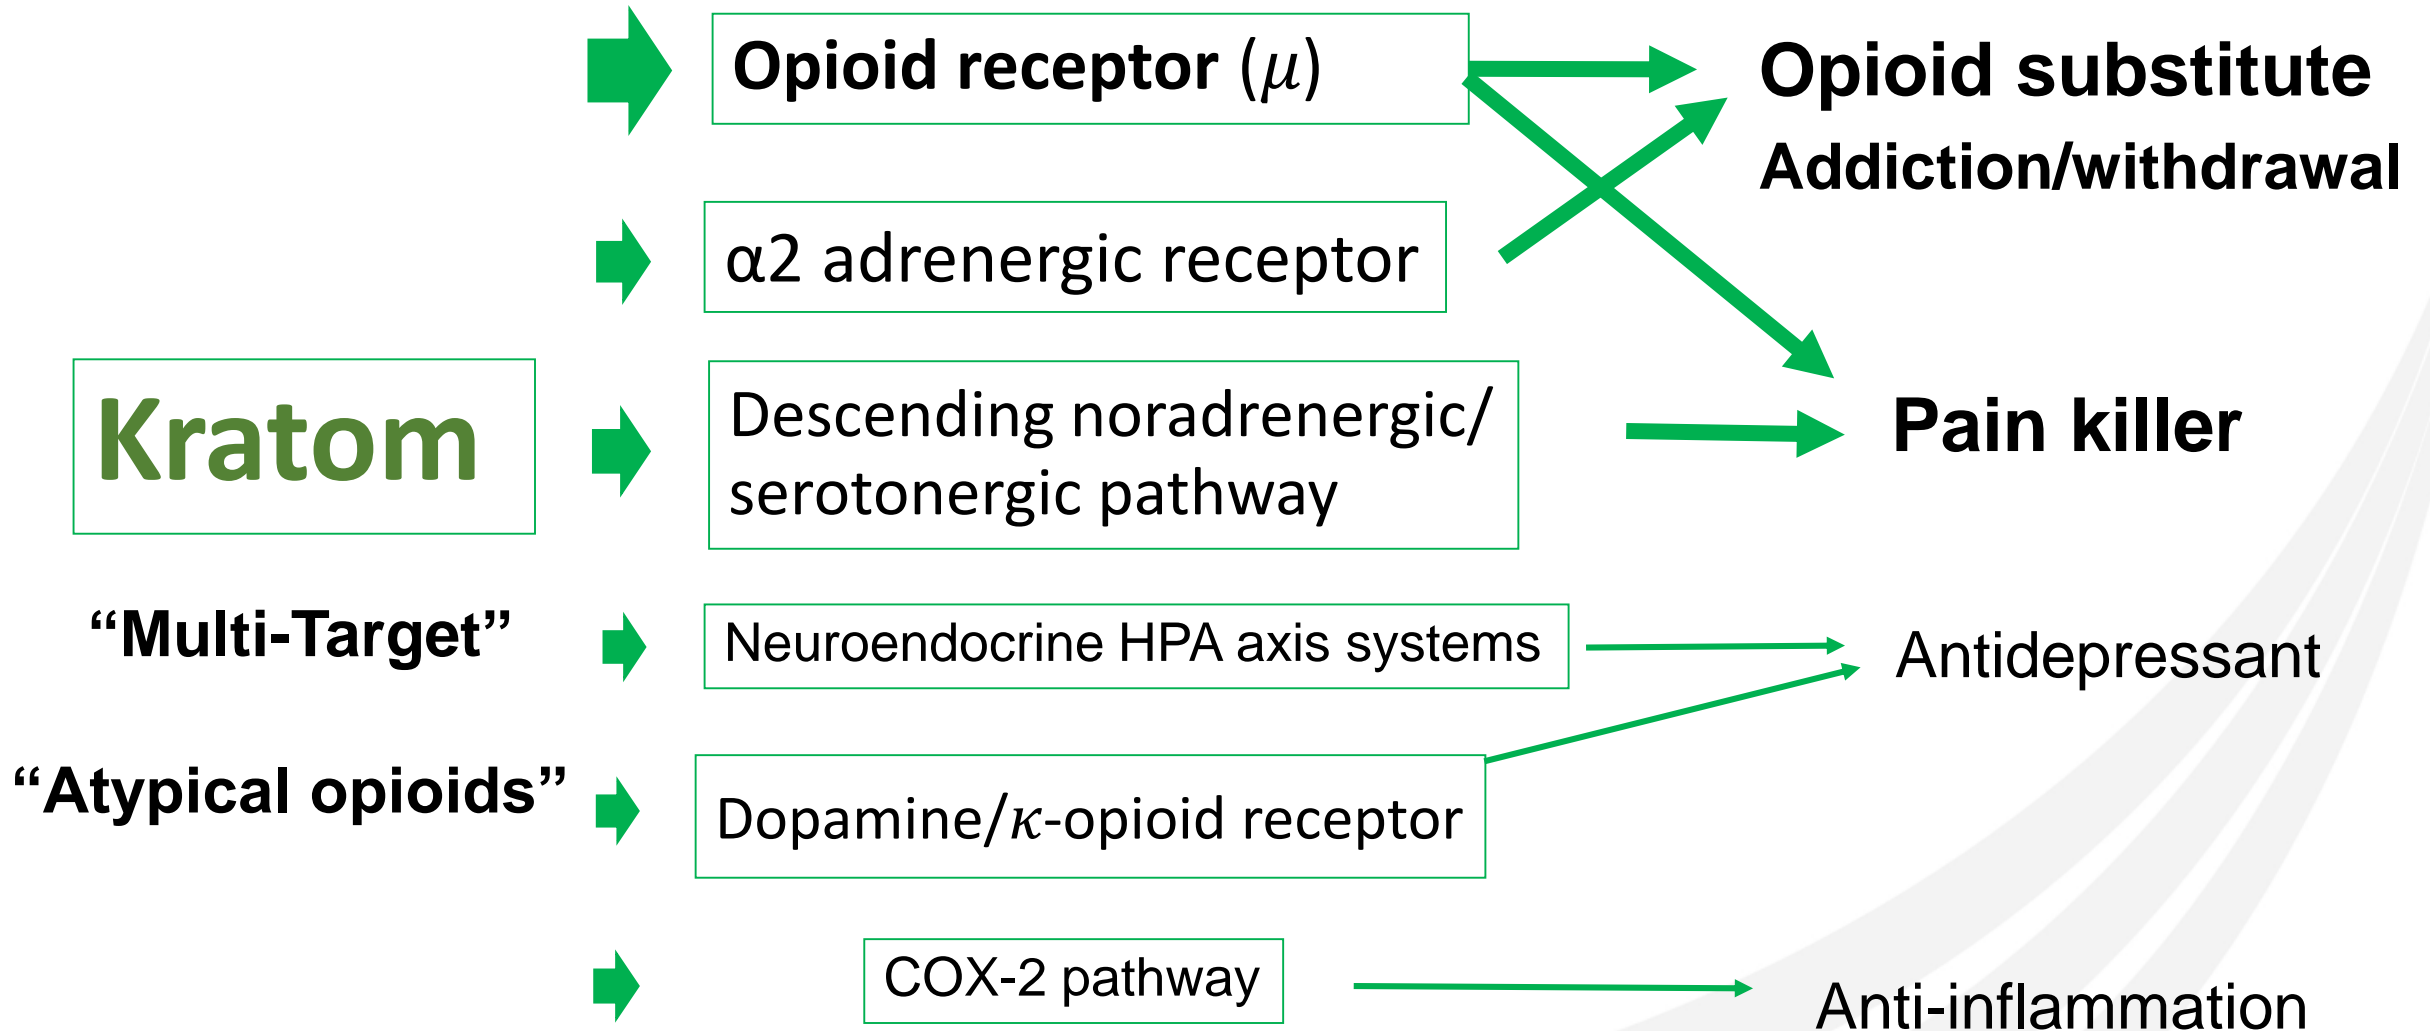 Opioid receptor (μ)
Opioid substitute
Addiction/withdrawal
α2 adrenergic receptor
Kratom
Descending noradrenergic/
serotonergic pathway
Pain killer
“Multi-Target”
Neuroendocrine HPA axis systems
Antidepressant
“Atypical opioids”
Dopamine/κ-opioid receptor
COX-2 pathway
Anti-inflammation